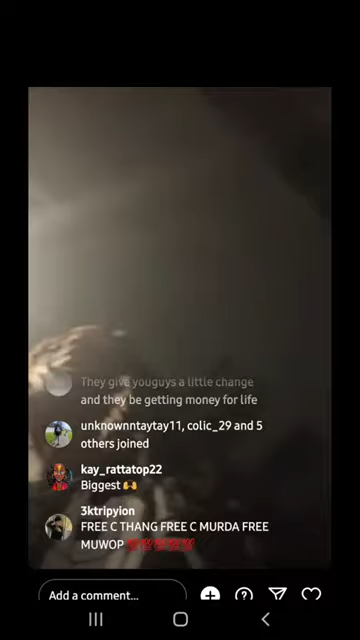 They give youguys a little change
and they be getting money for life
unknownntaytay11, colic_29 and 5
others joined
kay_rattatop22
Biggest 🙌
3ktripyion
FREE C THANG FREE C MURDA FREE
MUWOP 💯💯💯💯💯
Add a comment...